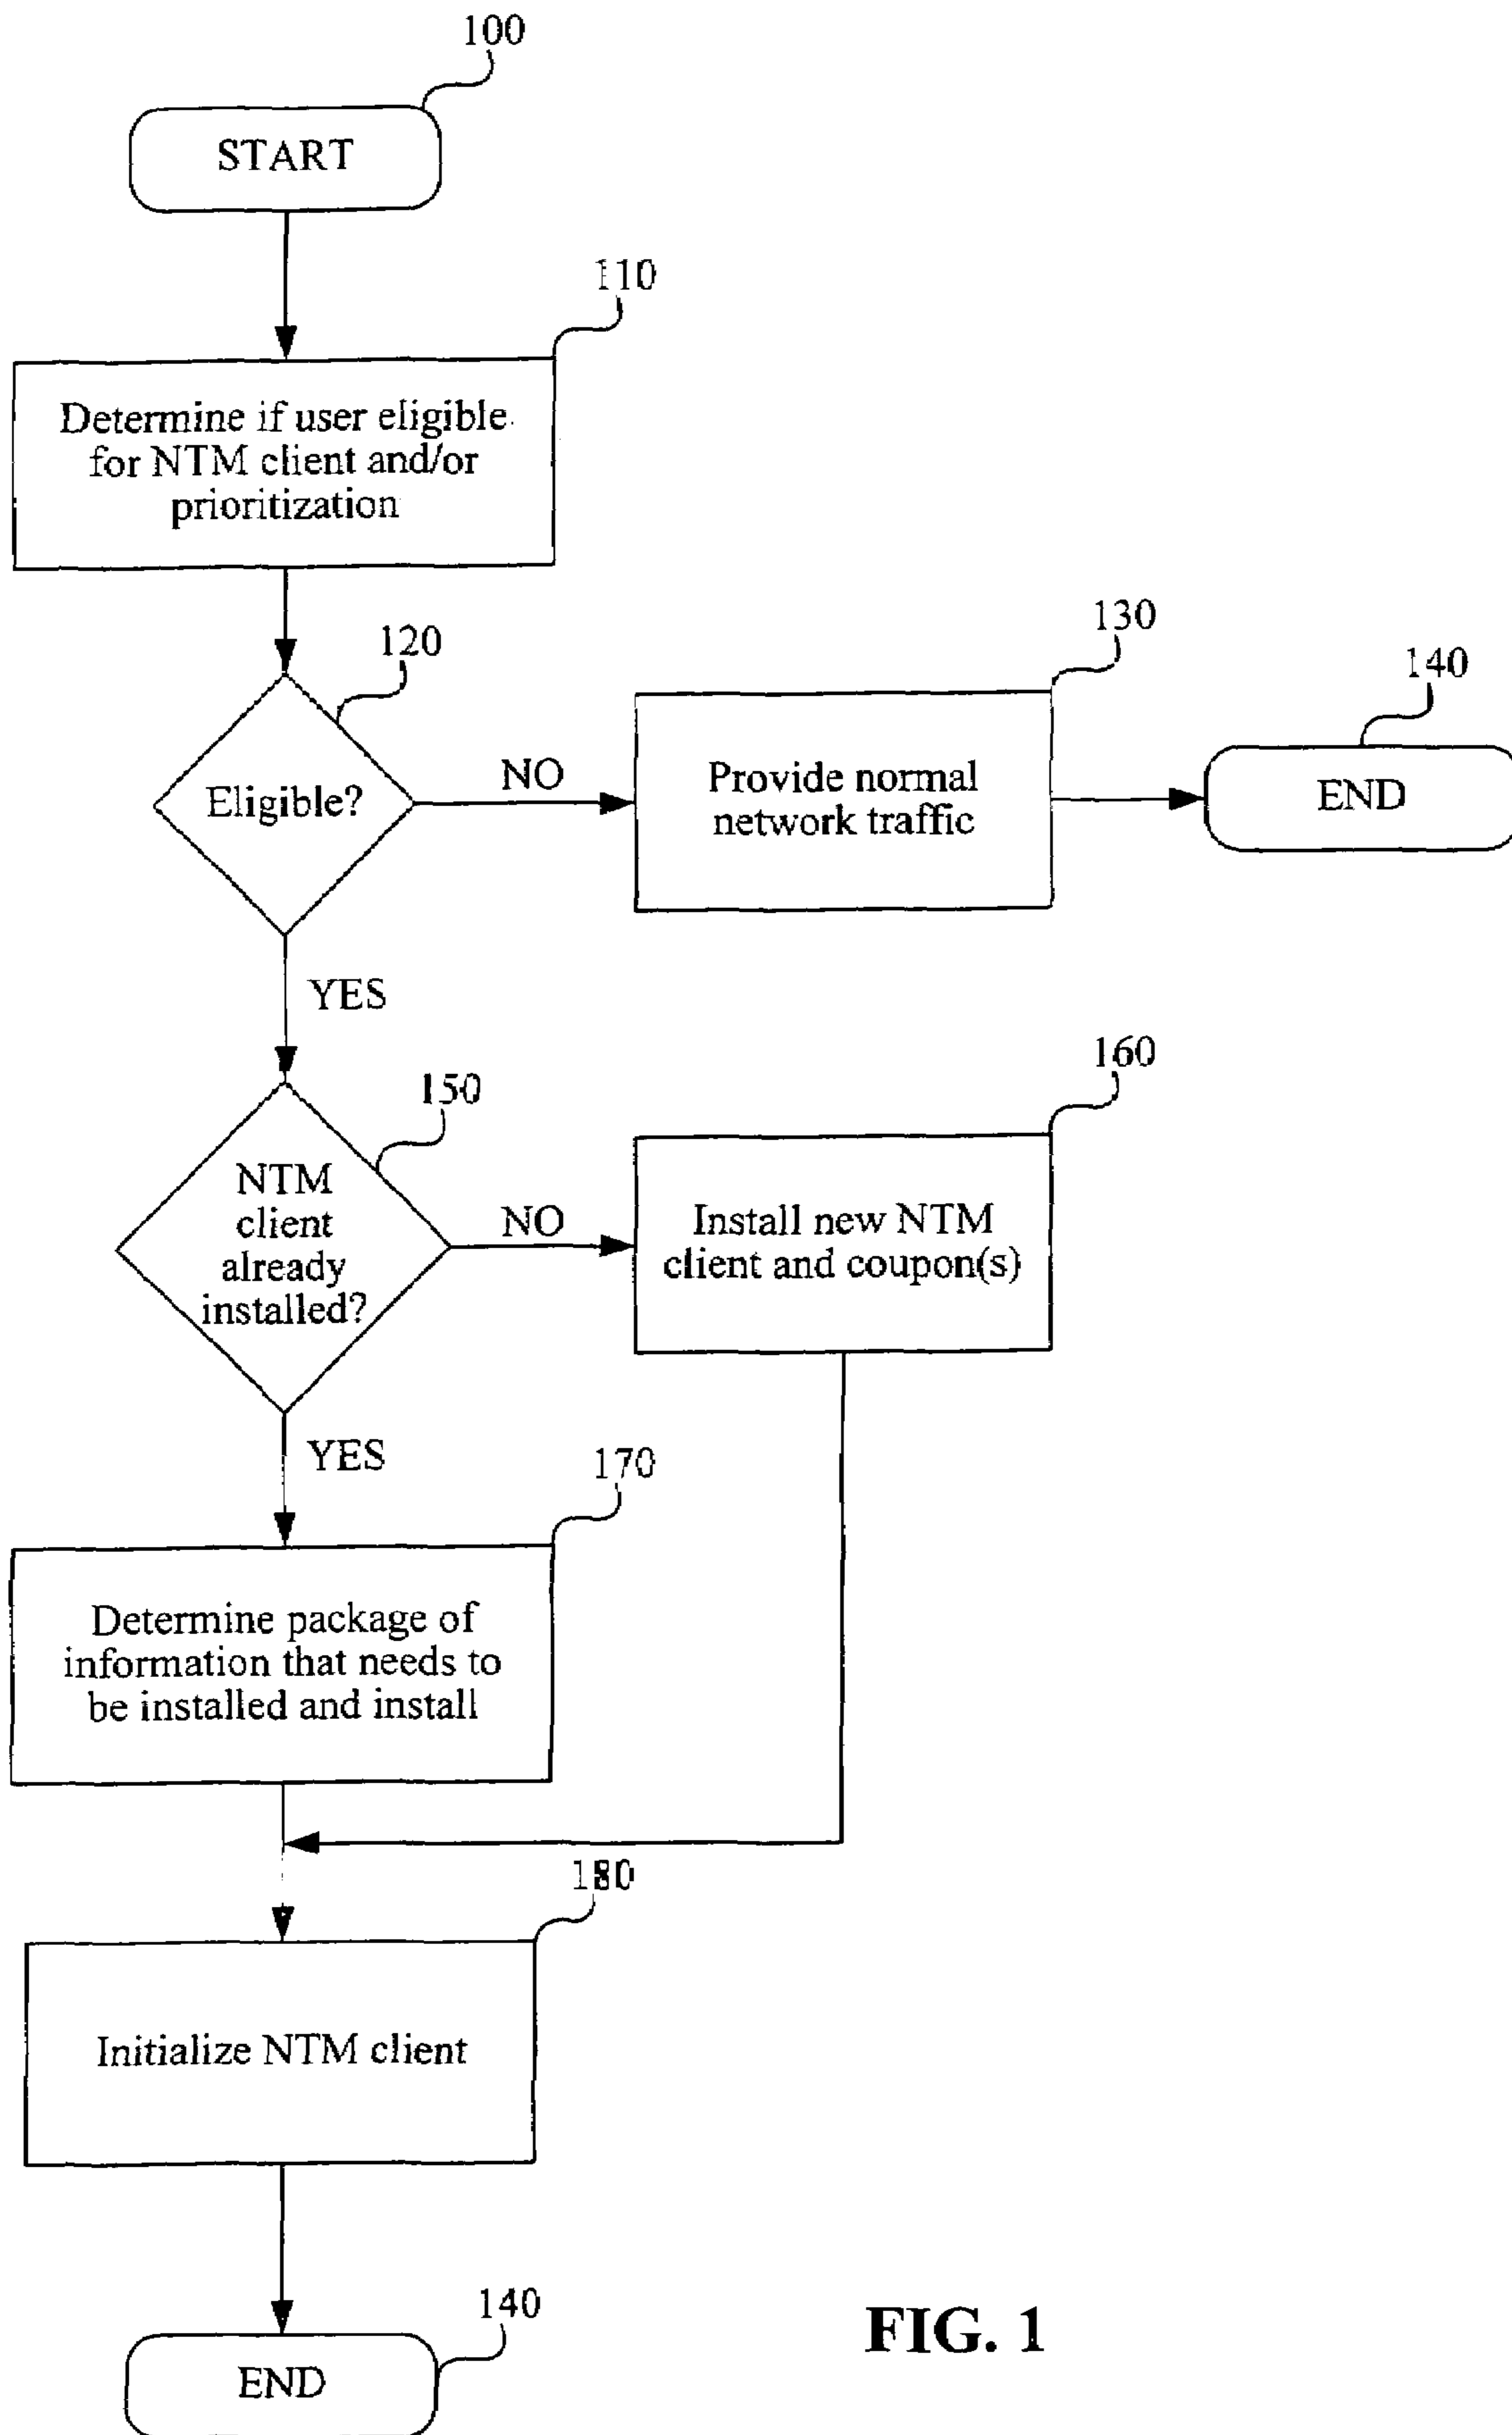 100
START
110
Determine if user eligible
for NTM client and/or
prioritization
120
Eligible?
NO
130
Provide normal
network traffic
140
END
YES
150
NTM
client
already
installed?
NO
160
Install new NTM
client and coupon(s)
YES
170
Determine package of
information that needs to
be installed and install
180
Initialize NTM client
140
END
FIG. 1